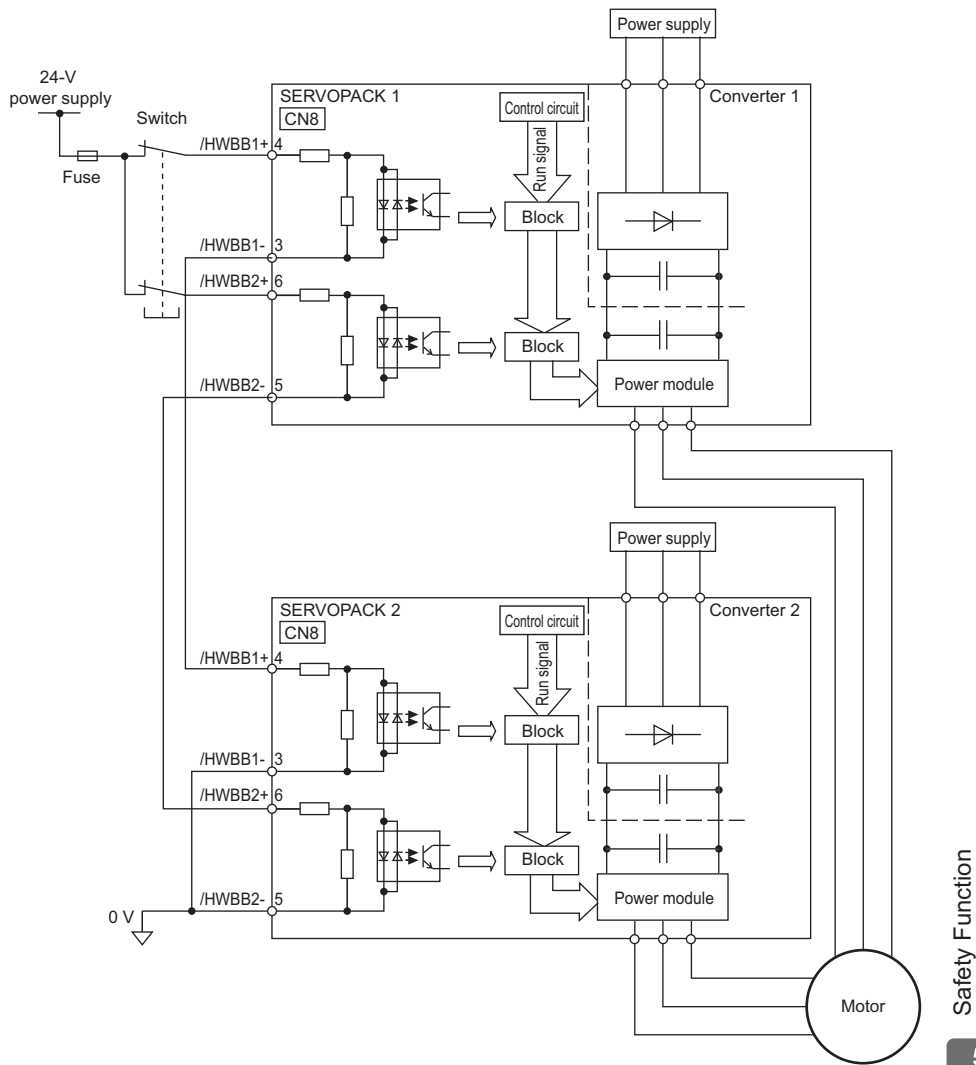 Power supply
24-V
power supply
Switch
Fuse
SERVOPACK 1
CN8
Control circuit
Converter 1
Run signal
/HWBB1+ 4
Block
/HWBB1- 3
/HWBB2+ 6
Block
/HWBB2- 5
Power module
Power supply
SERVOPACK 2
CN8
Control circuit
Converter 2
Run signal
/HWBB1+ 4
Block
/HWBB1- 3
/HWBB2+ 6
Block
/HWBB2- 5
Power module
0 V
Motor
Safety Function